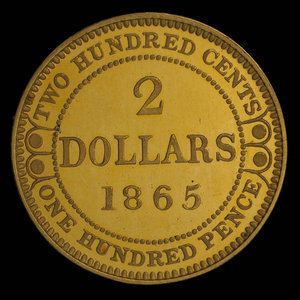 TWO HUNDRED CENTS
2
DOLLARS
1865
ONE HUNDRED PENCE